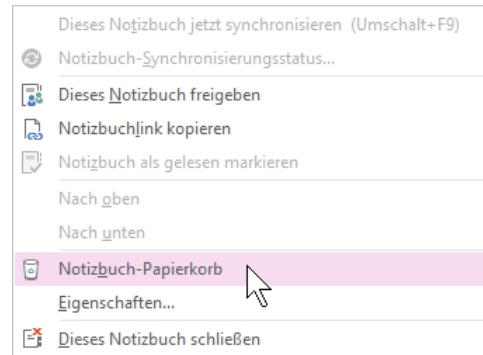 Dieses Notizbuch jetzt synchronisieren (Umschalt+F9)
Notizbuch-Synchronisierungsstatus...
Dieses Notizbuch freigeben
Notizbuchlink kopieren
Notizbuch als gelesen markieren
Nach oben
Nach unten
Notizbuch-Papierkorb
Eigenschaften...
Dieses Notizbuch schließen